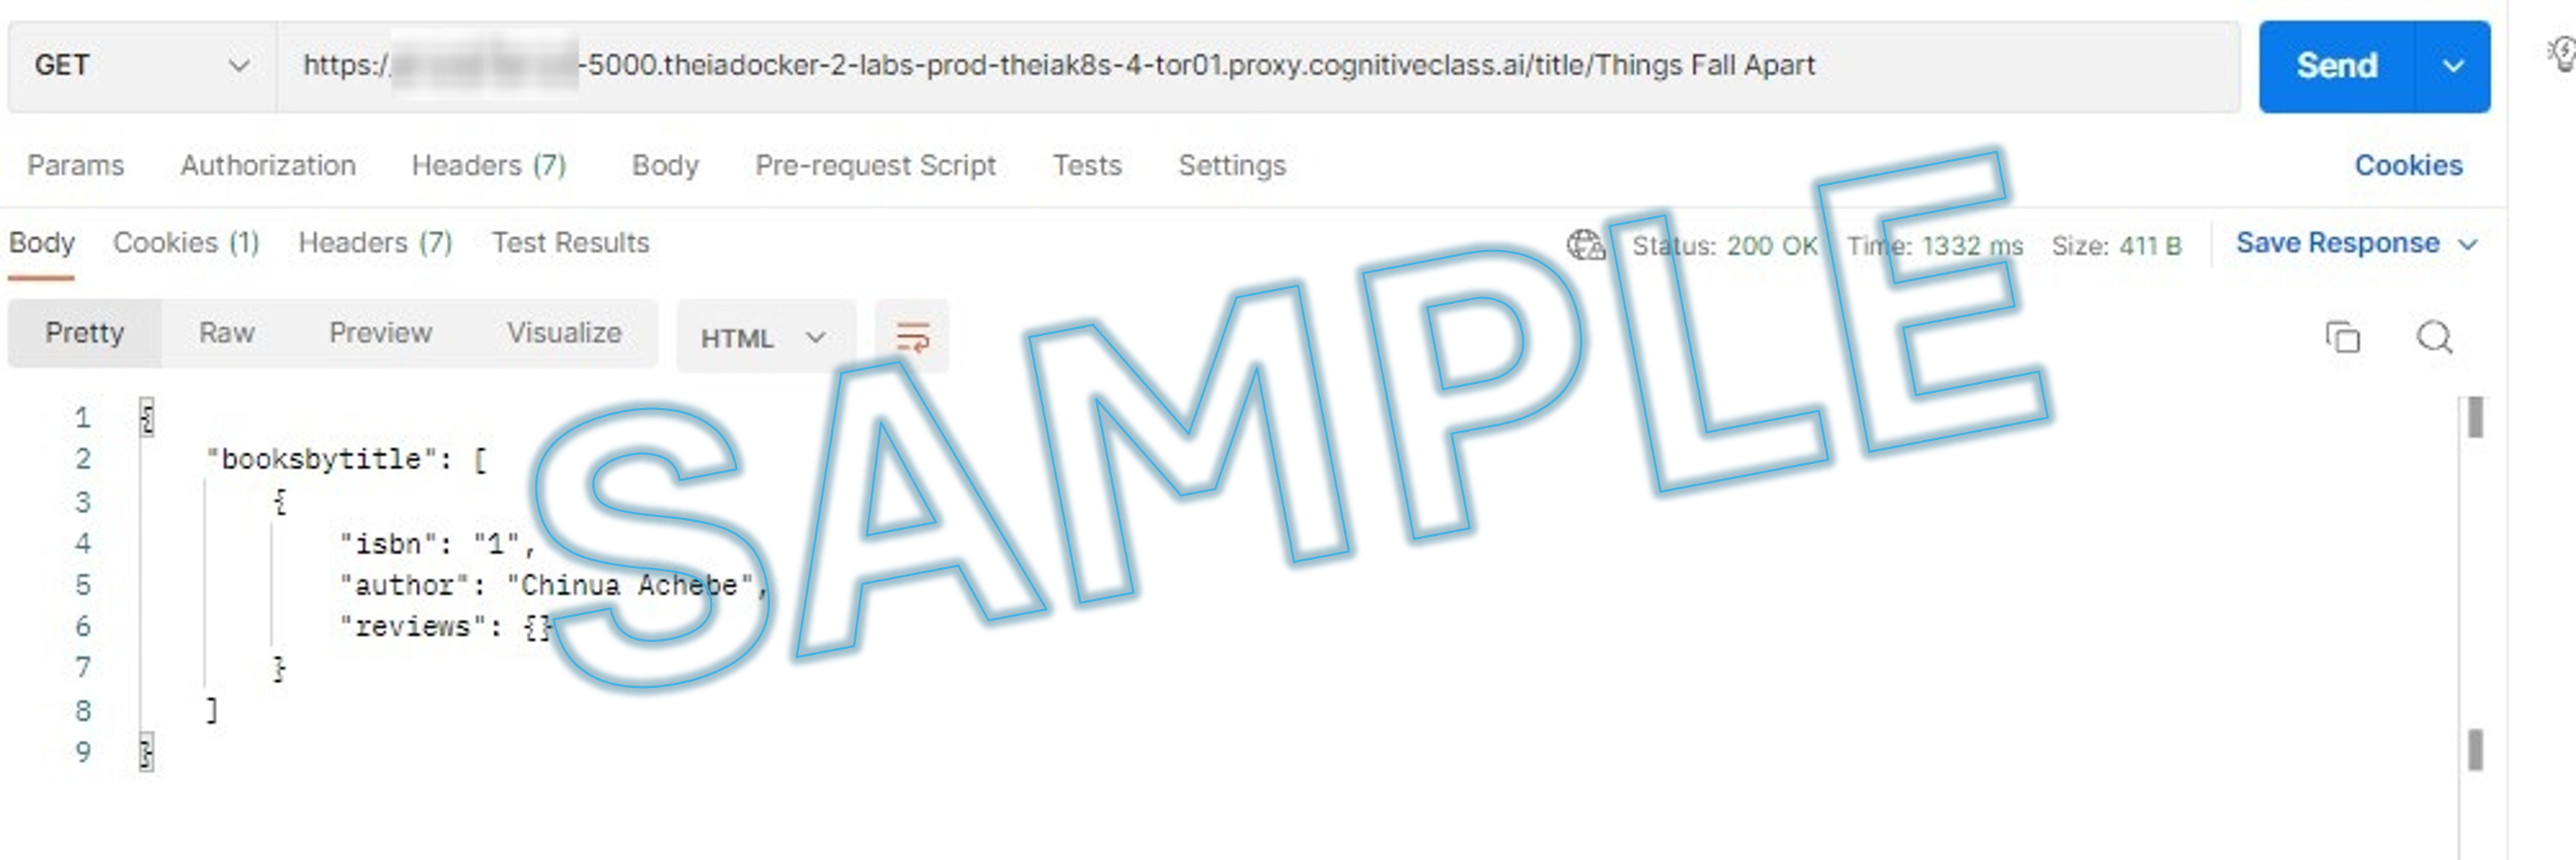 GET https:/ -5000.theiadocker-2-labs-prod-theiak8s-4-tor01.proxy.cognitiveclass.ai/title/Things Fall Apart Send
Params Authorization Headers (7) Body Pre-request Script Tests Settings Cookies
Body Cookies (1) Headers (7) Test Results Status: 200 OK Time: 1332 ms Size: 411 B Save Response
Pretty Raw Preview Visualize HTML
SAMPLE
1 {
2 "booksbytitle": [
3 {
4 "isbn": "1",
5 "author": "Chinua Achebe",
6 "reviews": {}
7 }
8 ]
9 }